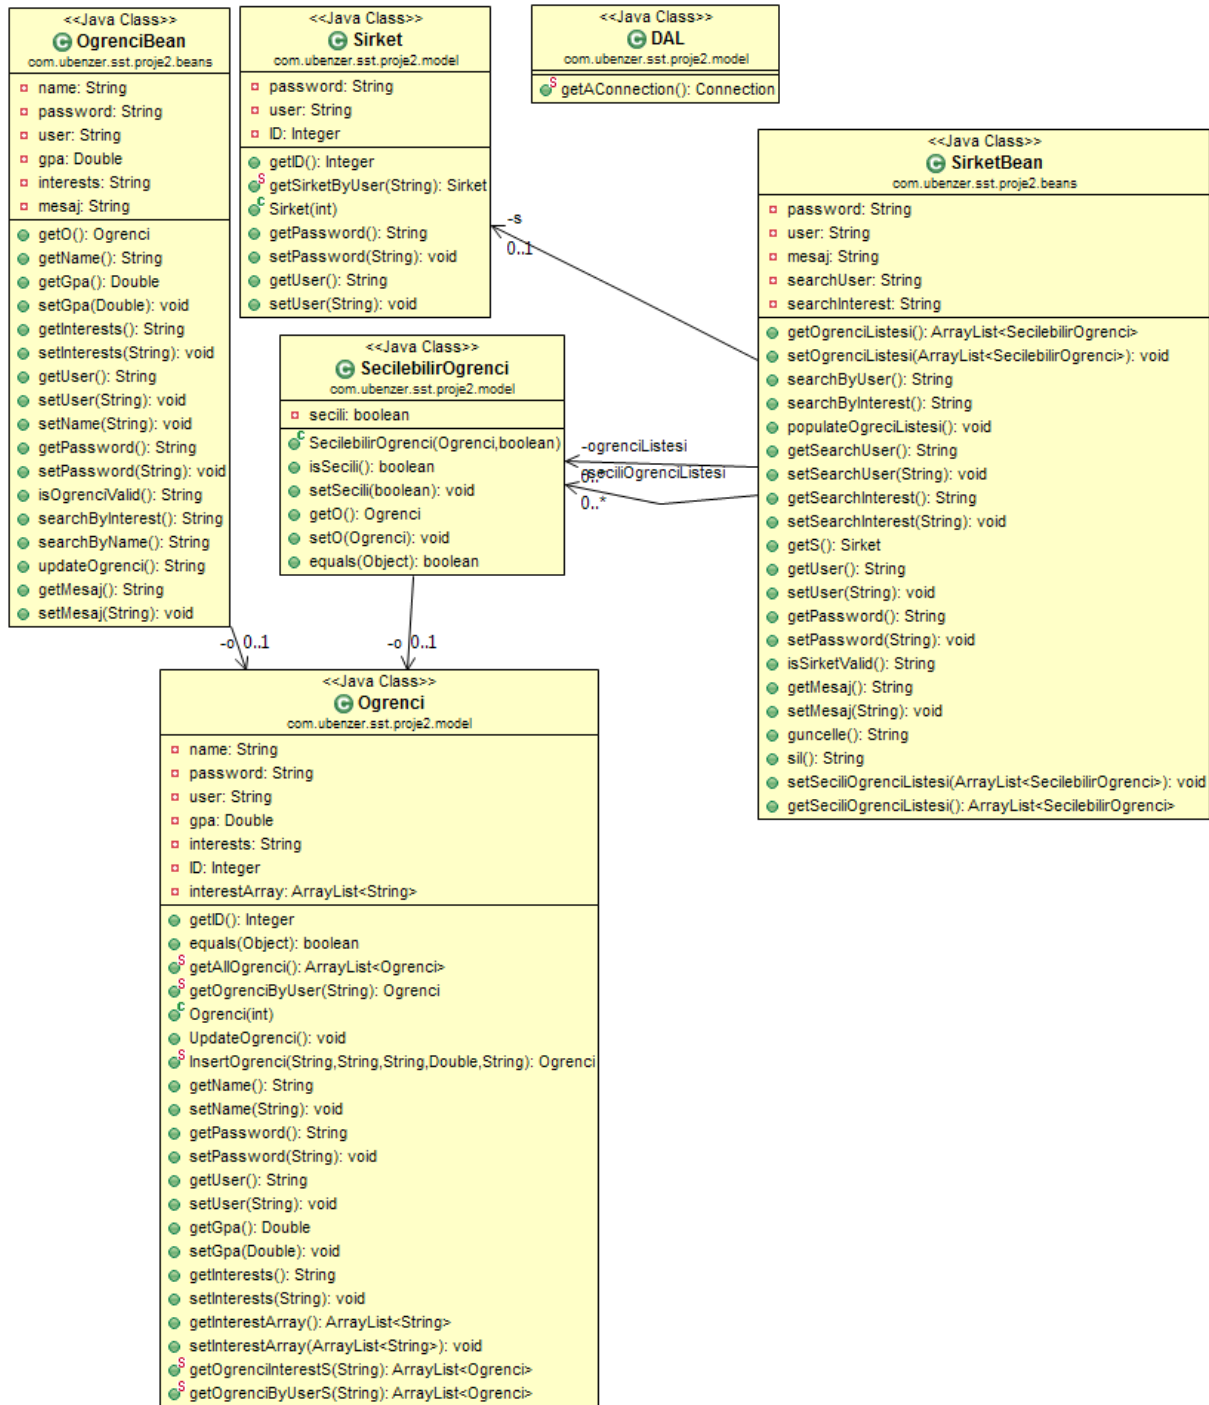 <<Java Class>>
OgrenciBean
com.ubenzer.sst.proje2.beans
name: String
password: String
user: String
gpa: Double
interests: String
mesaj: String
getO(): Ogrenci
getName(): String
getGpa(): Double
setGpa(Double): void
getInterests(): String
setInterests(String): void
getUser(): String
setUser(String): void
setName(String): void
getPassword(): String
setPassword(String): void
isOgrenciValid(): String
searchByInterest(): String
searchByName(): String
updateOgrenci(): String
getMesaj(): String
setMesaj(String): void
<<Java Class>>
Sirket
com.ubenzer.sst.proje2.model
password: String
user: String
ID: Integer
getID(): Integer
getSirketByUser(String): Sirket
Sirket(int)
getPassword(): String
setPassword(String): void
getUser(): String
setUser(String): void
<<Java Class>>
DAL
com.ubenzer.sst.proje2.model
getAConnection(): Connection
<<Java Class>>
SirketBean
com.ubenzer.sst.proje2.beans
password: String
user: String
mesaj: String
searchUser: String
searchInterest: String
getOgrenciListesi(): ArrayList<SecilebilirOgrenci>
setOgrenciListesi(ArrayList<SecilebilirOgrenci>): void
searchByUser(): String
searchByInterest(): String
populateOgreciListesi(): void
getSearchUser(): String
setSearchUser(String): void
getSearchInterest(): String
setSearchInterest(String): void
getS(): Sirket
getUser(): String
setUser(String): void
getPassword(): String
setPassword(String): void
isSirketValid(): String
getMesaj(): String
setMesaj(String): void
guncelle(): String
sil(): String
setSeciliOgrenciListesi(ArrayList<SecilebilirOgrenci>): void
getSeciliOgrenciListesi(): ArrayList<SecilebilirOgrenci>
-s
0..1
<<Java Class>>
SecilebilirOgrenci
com.ubenzer.sst.proje2.model
secili: boolean
SecilebilirOgrenci(Ogrenci,boolean)
isSecili(): boolean
setSecili(boolean): void
getO(): Ogrenci
setO(Ogrenci): void
equals(Object): boolean
-ogrenciListesi
0..*
-seciliOgrenciListesi
0..*
-o 0..1
-o 0..1
<<Java Class>>
Ogrenci
com.ubenzer.sst.proje2.model
name: String
password: String
user: String
gpa: Double
interests: String
ID: Integer
interestArray: ArrayList<String>
getID(): Integer
equals(Object): boolean
getAllOgrenci(): ArrayList<Ogrenci>
getOgrenciByUser(String): Ogrenci
Ogrenci(int)
UpdateOgrenci(): void
InsertOgrenci(String,String,String,Double,String): Ogrenci
getName(): String
setName(String): void
getPassword(): String
setPassword(String): void
getUser(): String
setUser(String): void
getGpa(): Double
setGpa(Double): void
getInterests(): String
setInterests(String): void
getInterestArray(): ArrayList<String>
setInterestArray(ArrayList<String>): void
getOgrenciInterestS(String): ArrayList<Ogrenci>
getOgrenciByUserS(String): ArrayList<Ogrenci>